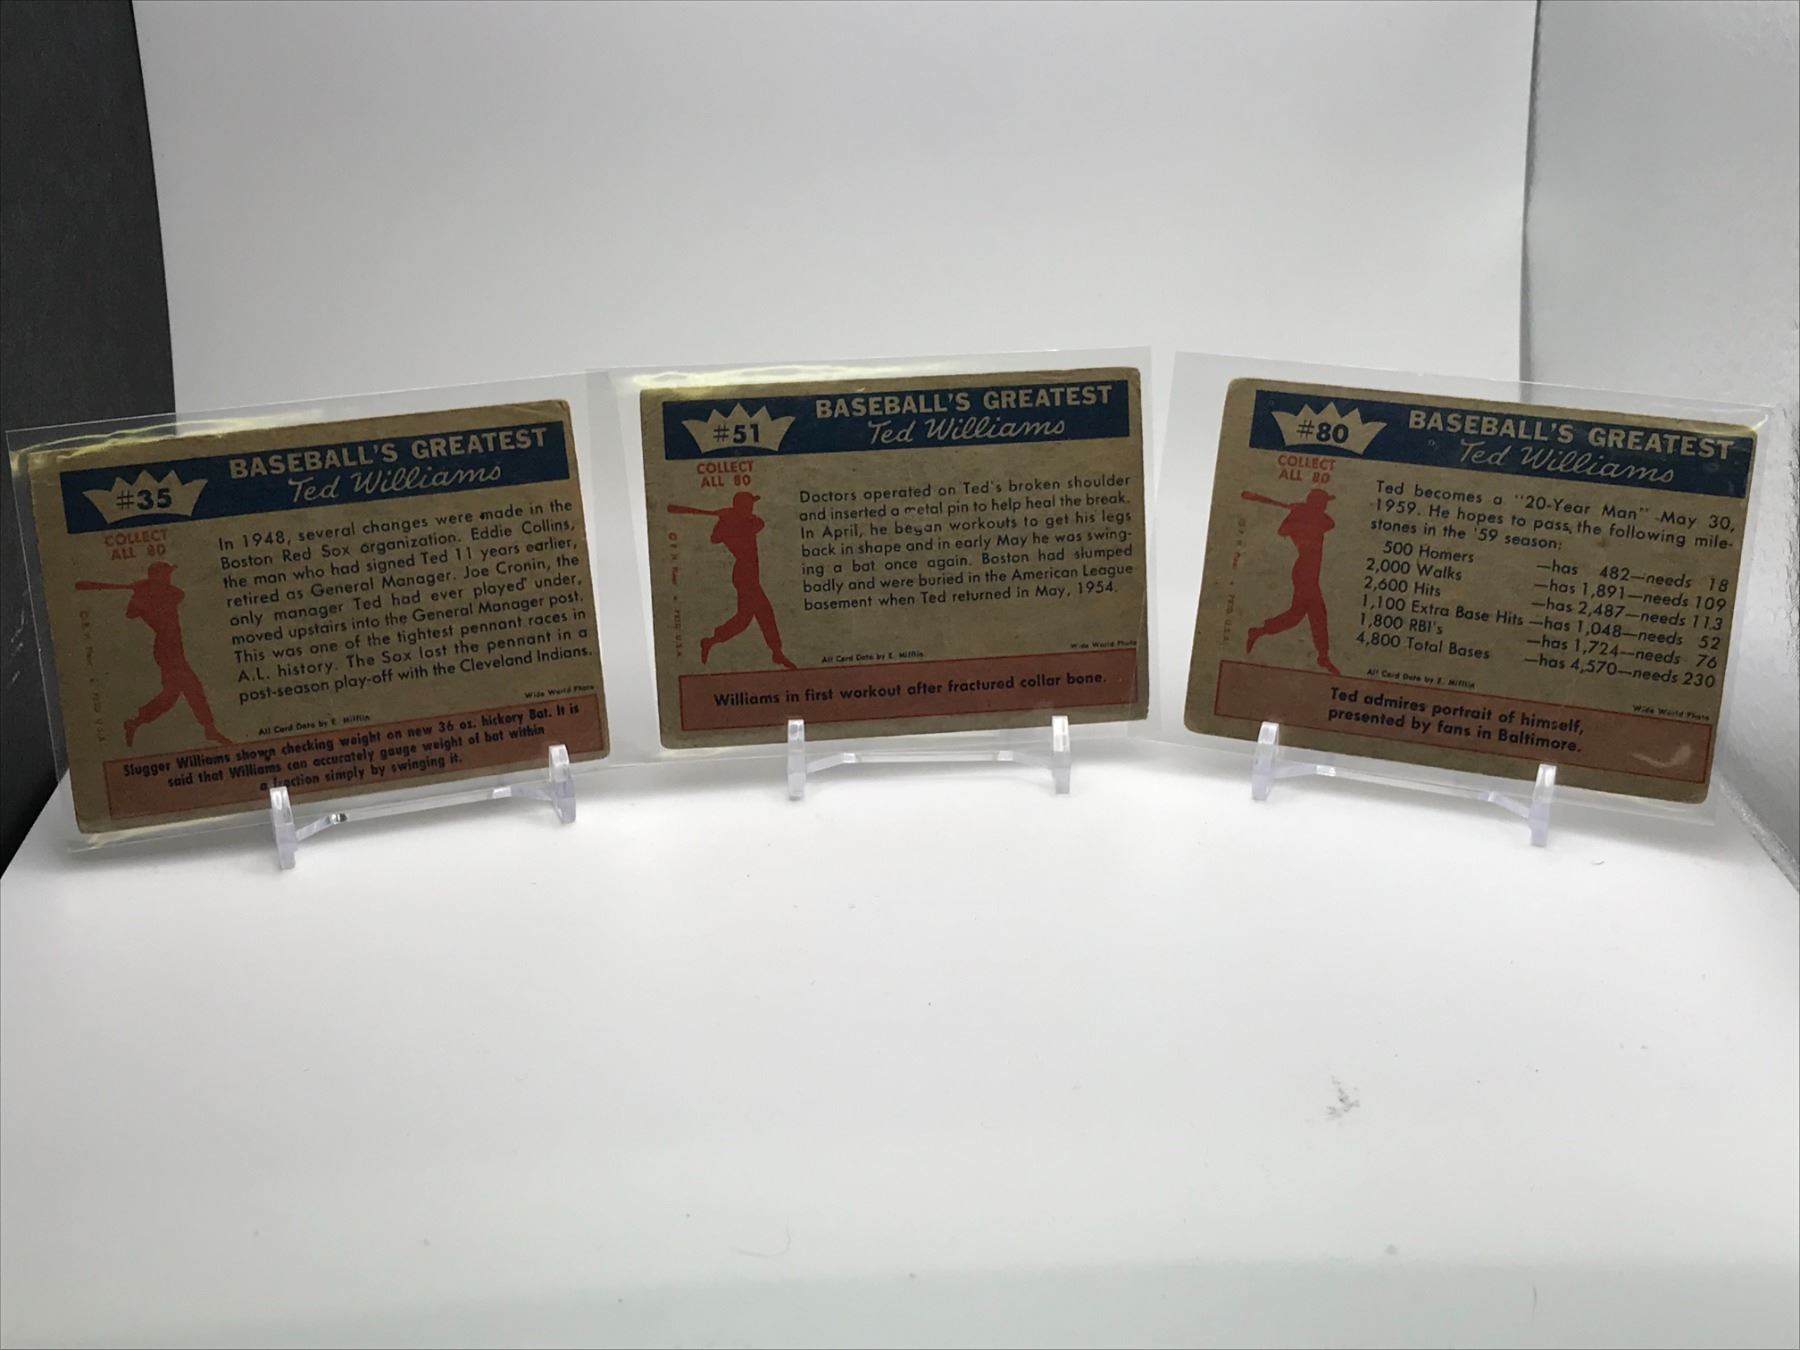 #35
BASEBALL'S GREATEST
Ted Williams
COLLECT
ALL 80
In 1948, several changes were made in the
Boston Red Sox organization. Eddie Collins,
the man who had signed Ted 11 years earlier,
retired as General Manager. Joe Cronin, the
only manager Ted had ever played under,
moved upstairs into the General Manager post.
This was one of the tightest pennant races in
A.L. history. The Sox lost the pennant in a
post-season play-off with the Cleveland Indians.
All Card Data by E. Mifflin
Wide World Photo
Slugger Williams shown checking weight on new 36 oz. hickory Bat. It is
said that Williams can accurately gauge weight of bat within
a fraction simply by swinging it.
#51
BASEBALL'S GREATEST
Ted Williams
COLLECT
ALL 80
Doctors operated on Ted's broken shoulder
and inserted a metal pin to help heal the break.
In April, he began workouts to get his legs
back in shape and in early May he was swing-
ing a bat once again. Boston had slumped
badly and were buried in the American League
basement when Ted returned in May, 1954.
All Card Data by E. Mifflin
Wide World Photo
Williams in first workout after fractured collar bone.
#80
BASEBALL'S GREATEST
Ted Williams
COLLECT
ALL 80
Ted becomes a "20-Year Man" May 30,
1959. He hopes to pass the following mile-
stones in the '59 season:
500 Homers —has 482—needs 18
2,000 Walks —has 1,891—needs 109
2,600 Hits —has 2,487—needs 113
1,100 Extra Base Hits —has 1,048—needs 52
1,800 RBI's —has 1,724—needs 76
4,800 Total Bases —has 4,570—needs 230
All Card Data by E. Mifflin
Wide World Photo
Ted admires portrait of himself,
presented by fans in Baltimore.